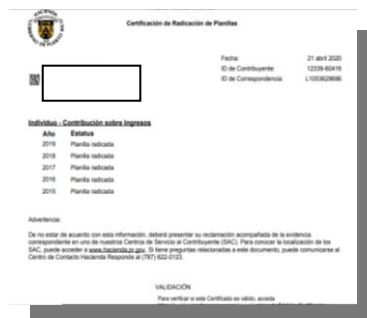 Certificación de Radicación de Planillas
Fecha: 21 abril 2020
ID de Contribuyente: 12339-80416
ID de Correspondencia: L1053629696
Individuo - Contribución sobre Ingresos
Año Estatus
2019 Planilla radicada
2018 Planilla radicada
2017 Planilla radicada
2016 Planilla radicada
2015 Planilla radicada
Advertencia:
De no estar de acuerdo con esta información, deberá presentar su reclamación acompañada de la evidencia
correspondiente en uno de nuestros Centros de Servicio al Contribuyente (SAC). Para conocer la localización de los
SAC, puede acceder a www.hacienda.pr.gov. Si tiene preguntas relacionadas a este documento, puede comunicarse al
Centro de Contacto Hacienda Responde al (787) 622-0123.
VALIDACIÓN
Para verificar si este Certificado es válido, acceda